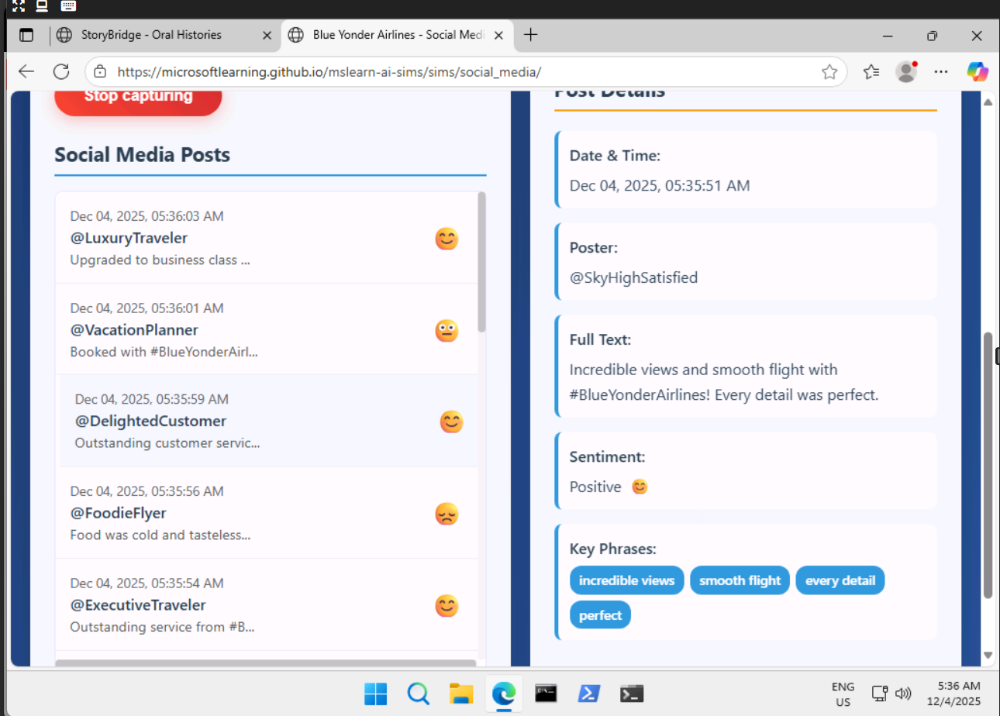 StoryBridge - Oral Histories
Blue Yonder Airlines - Social Medi
https://microsoftlearning.github.io/mslearn-ai-sims/sims/social_media/
Stop capturing
Social Media Posts
Dec 04, 2025, 05:36:03 AM
@LuxuryTraveler
Upgraded to business class ...
Dec 04, 2025, 05:36:01 AM
@VacationPlanner
Booked with #BlueYonderAirl...
Dec 04, 2025, 05:35:59 AM
@DelightedCustomer
Outstanding customer servic...
Dec 04, 2025, 05:35:56 AM
@FoodieFlyer
Food was cold and tasteless...
Dec 04, 2025, 05:35:54 AM
@ExecutiveTraveler
Outstanding service from #B...
Post Details
Date & Time:
Dec 04, 2025, 05:35:51 AM
Poster:
@SkyHighSatisfied
Full Text:
Incredible views and smooth flight with
#BlueYonderAirlines! Every detail was perfect.
Sentiment:
Positive
Key Phrases:
incredible views
smooth flight
every detail
perfect
ENG
US
5:36 AM
12/4/2025